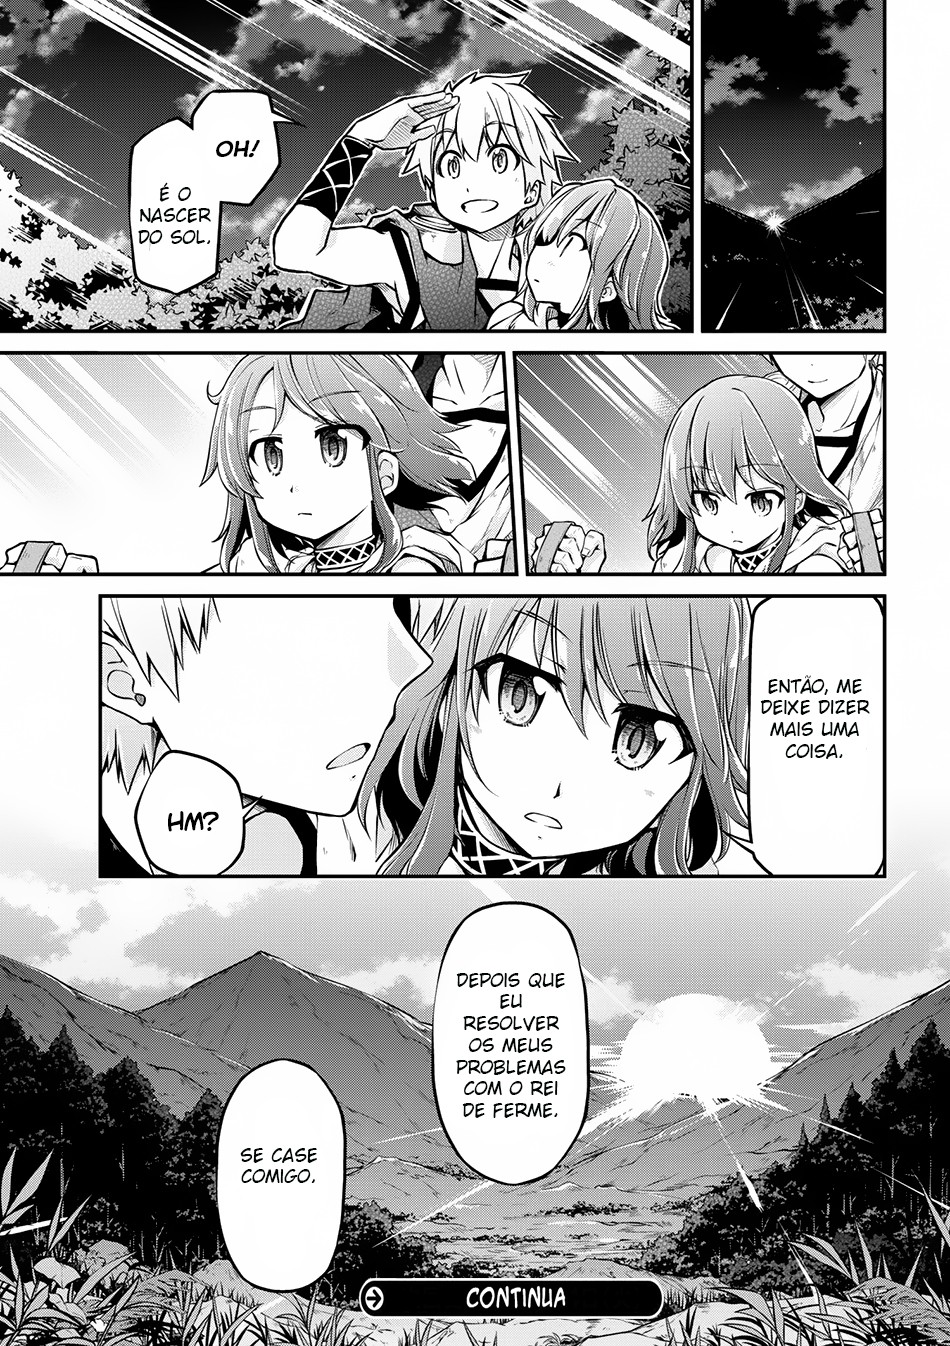 OH!
É O
NASCER
DO SOL.
ENTÃO, ME
DEIXE DIZER
MAIS UMA
COISA.
HM?
DEPOIS QUE
EU
RESOLVER
OS MEUS
PROBLEMAS
COM O REI
DE FERME.
SE CASE
COMIGO.
CONTINUA